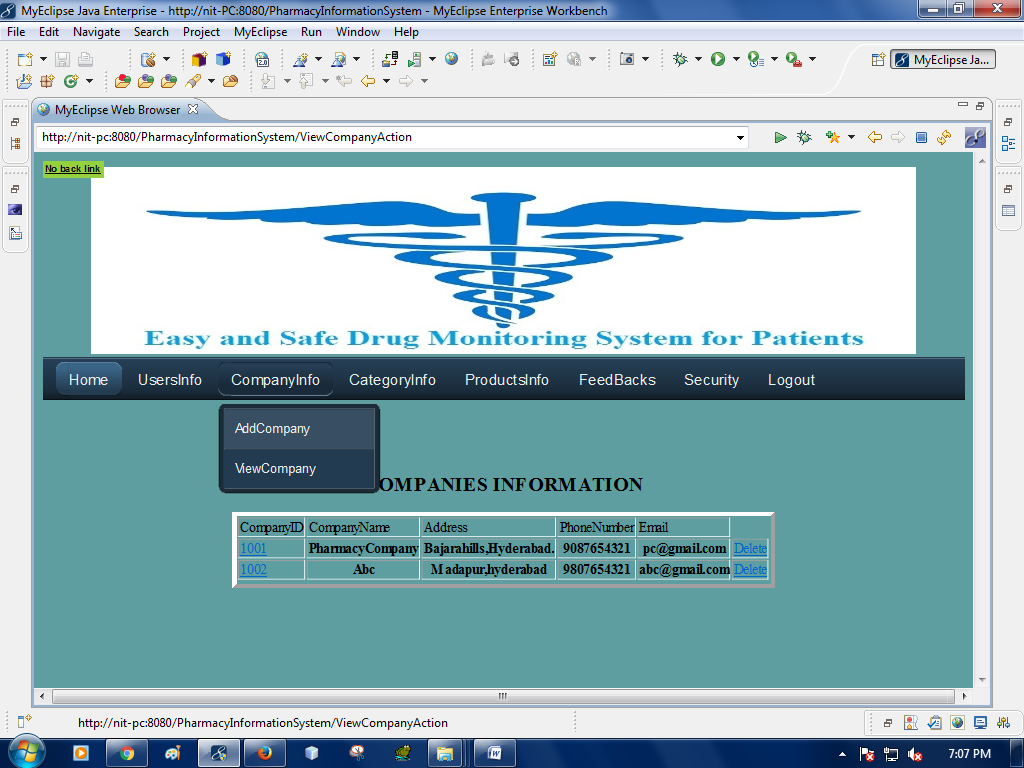 MyEclipse Java Enterprise - http://nit-PC:8080/PharmacyInformationSystem - MyEclipse Enterprise Workbench
File Edit Navigate Search Project MyEclipse Run Window Help
MyEclipse Ja...
MyEclipse Web Browser
http://nit-pc:8080/PharmacyInformationSystem/ViewCompanyAction
No back link
Easy and Safe Drug Monitoring System for Patients
Home UsersInfo CompanyInfo CategoryInfo ProductsInfo FeedBacks Security Logout
AddCompany
ViewCompany
OMPANIES INFORMATION
CompanyID CompanyName Address PhoneNumber Email
1001 PharmacyCompany Bajarahills,Hyderabad. 9087654321 pc@gmail.com Delete
1002 Abc Madapur,hyderabad 9807654321 abc@gmail.com Delete
http://nit-pc:8080/PharmacyInformationSystem/ViewCompanyAction
7:07 PM